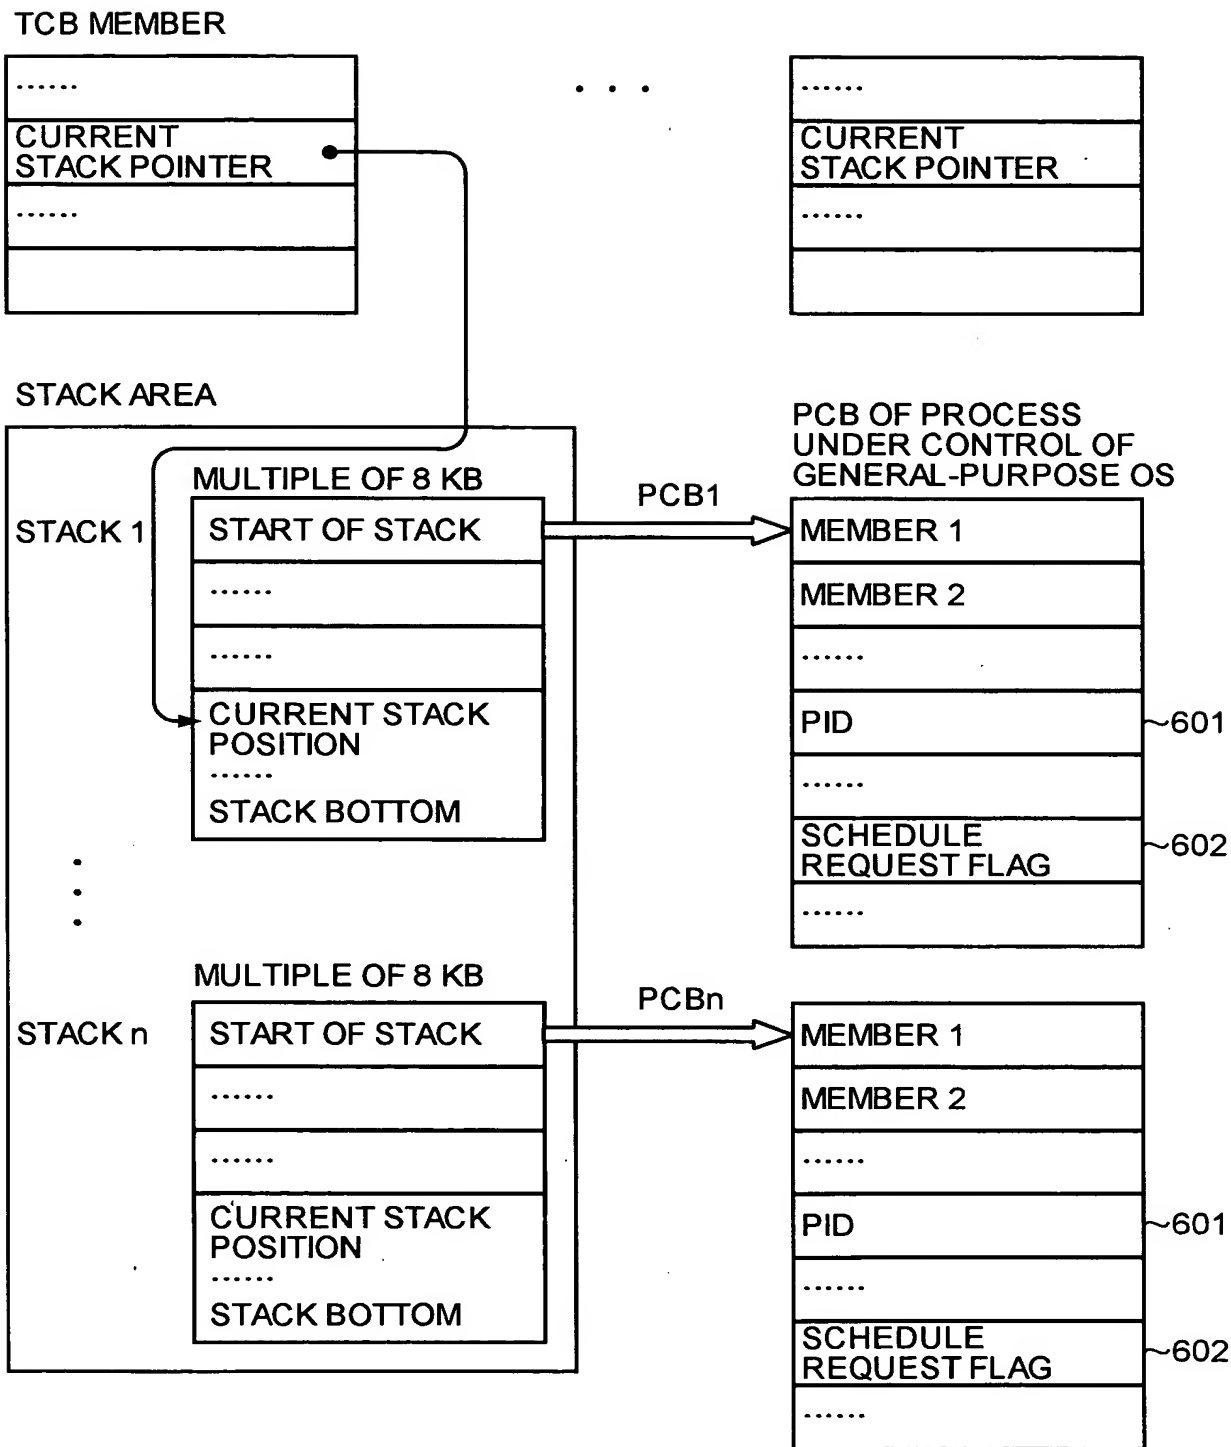 TCB MEMBER
......
CURRENT
STACK POINTER
......
. . .
......
CURRENT
STACK POINTER
......
STACK AREA
MULTIPLE OF 8 KB
STACK 1
START OF STACK
......
......
CURRENT STACK
POSITION
......
STACK BOTTOM
PCB1
PCB OF PROCESS
UNDER CONTROL OF
GENERAL-PURPOSE OS
MEMBER 1
MEMBER 2
......
PID
~601
......
SCHEDULE
REQUEST FLAG
~602
......
MULTIPLE OF 8 KB
STACK n
START OF STACK
......
......
CURRENT STACK
POSITION
......
STACK BOTTOM
PCBn
MEMBER 1
MEMBER 2
......
PID
~601
......
SCHEDULE
REQUEST FLAG
~602
......